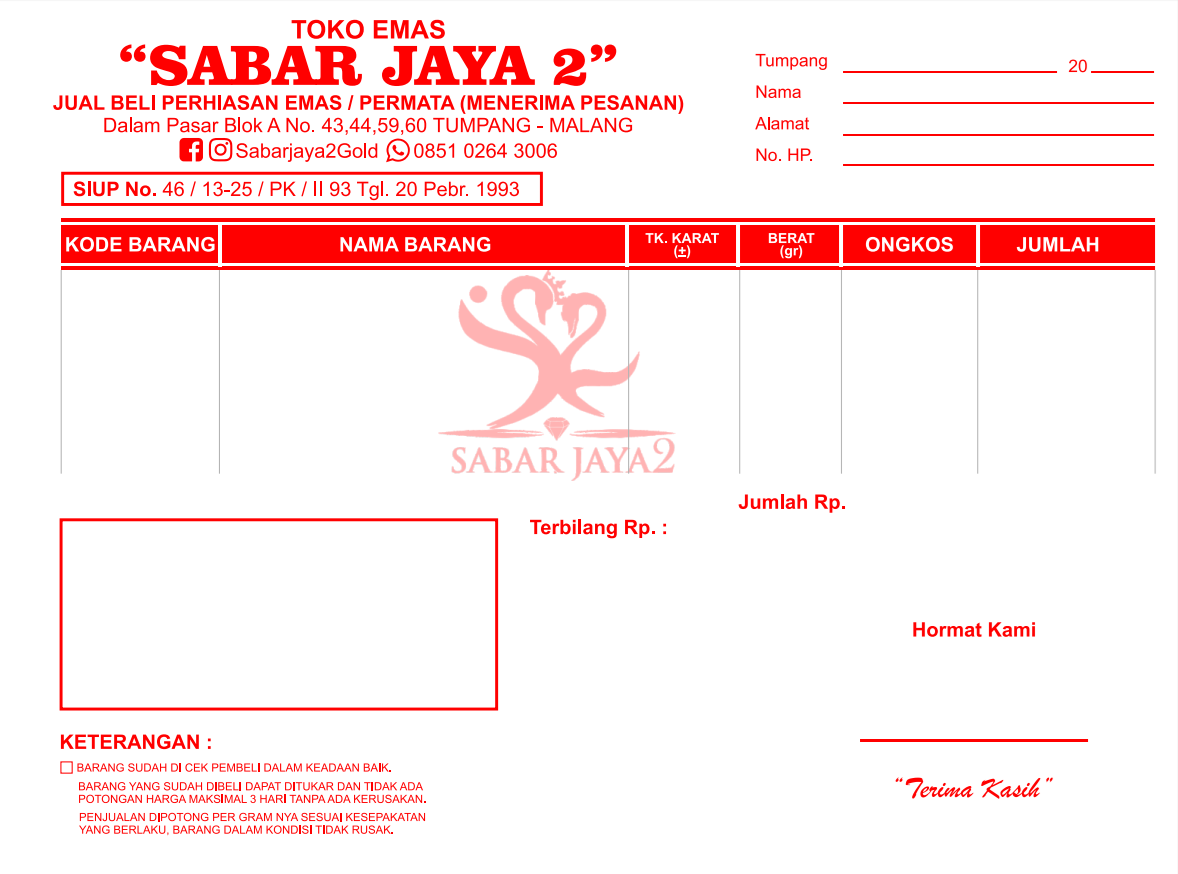 TOKO EMAS
“SABAR JAYA 2”
JUAL BELI PERHIASAN EMAS / PERMATA (MENERIMA PESANAN)
Dalam Pasar Blok A No. 43,44,59,60 TUMPANG - MALANG
Sabarjaya2Gold 0851 0264 3006
SIUP No. 46 / 13-25 / PK / II 93 Tgl. 20 Pebr. 1993
Tumpang 20
Nama
Alamat
No. HP.
KODE BARANG NAMA BARANG TK. KARAT (±) BERAT (gr) ONGKOS JUMLAH
SABAR JAYA2
Jumlah Rp.
Terbilang Rp. :
Hormat Kami
KETERANGAN :
BARANG SUDAH DI CEK PEMBELI DALAM KEADAAN BAIK.
BARANG YANG SUDAH DIBELI DAPAT DITUKAR DAN TIDAK ADA
POTONGAN HARGA MAKSIMAL 3 HARI TANPA ADA KERUSAKAN.
PENJUALAN DIPOTONG PER GRAM NYA SESUAI KESEPAKATAN
YANG BERLAKU, BARANG DALAM KONDISI TIDAK RUSAK.
“Terima Kasih”